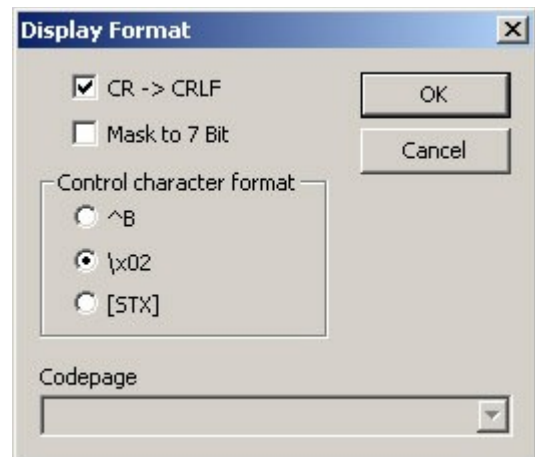 Display Format
CR -> CRLF
OK
Mask to 7 Bit
Cancel
Control character format
^B
\x02
[STX]
Codepage